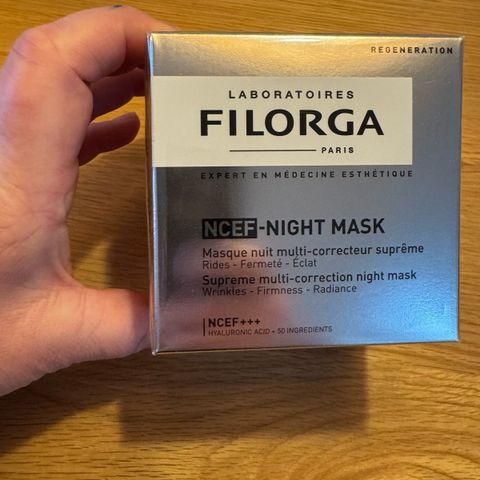 REGENERATION
LABORATOIRES
FILORGA
PARIS
EXPERT EN MÉDECINE ESTHÉTIQUE
NCEF-NIGHT MASK
Masque nuit multi-correcteur suprême
Rides - Fermeté - Éclat
Supreme multi-correction night mask
Wrinkles - Firmness - Radiance
NCEF+++
HYALURONIC ACID + 50 INGREDIENTS